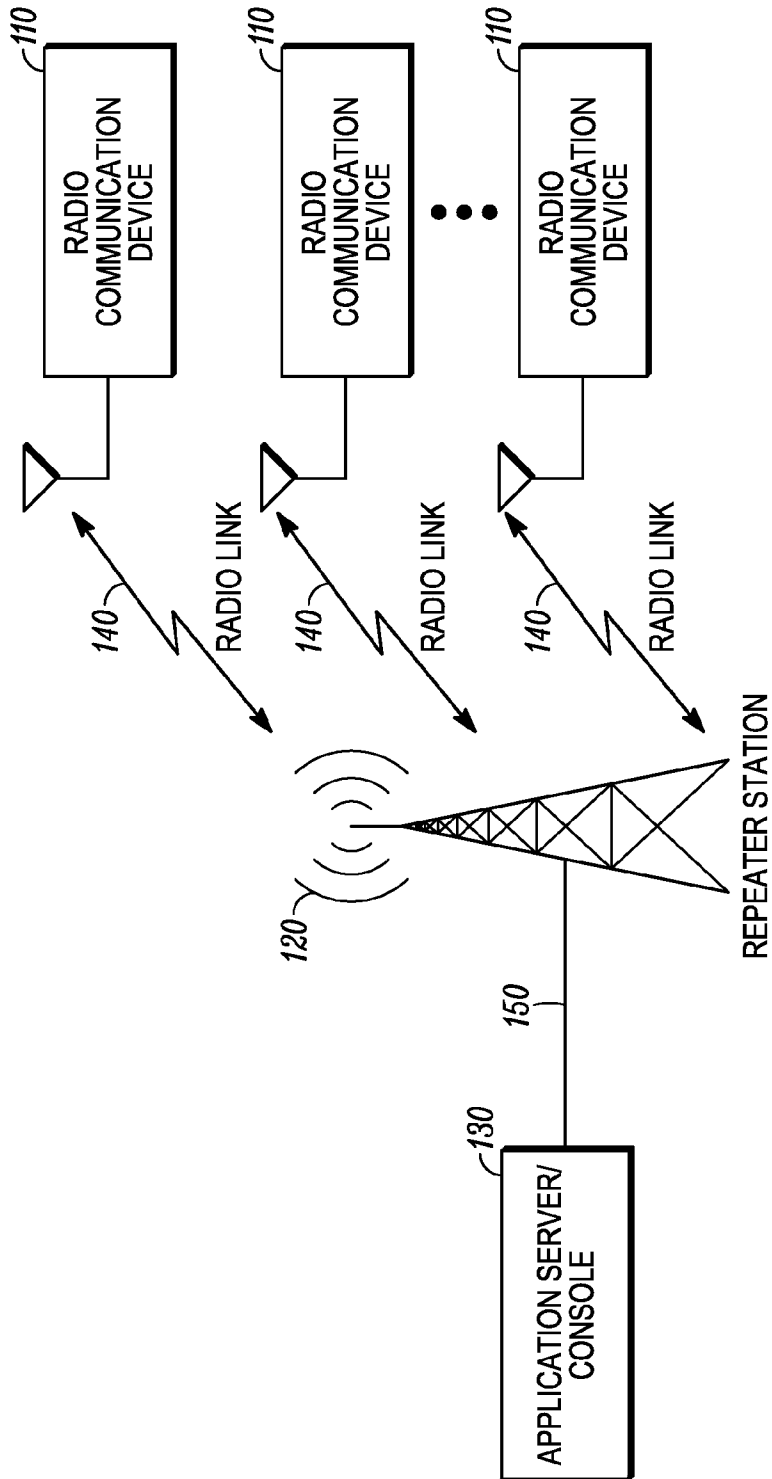 110
RADIO
COMMUNICATION
DEVICE
140
RADIO LINK
110
RADIO
COMMUNICATION
DEVICE
140
RADIO LINK
110
RADIO
COMMUNICATION
DEVICE
140
RADIO LINK
120
REPEATER STATION
150
130
APPLICATION SERVER/
CONSOLE